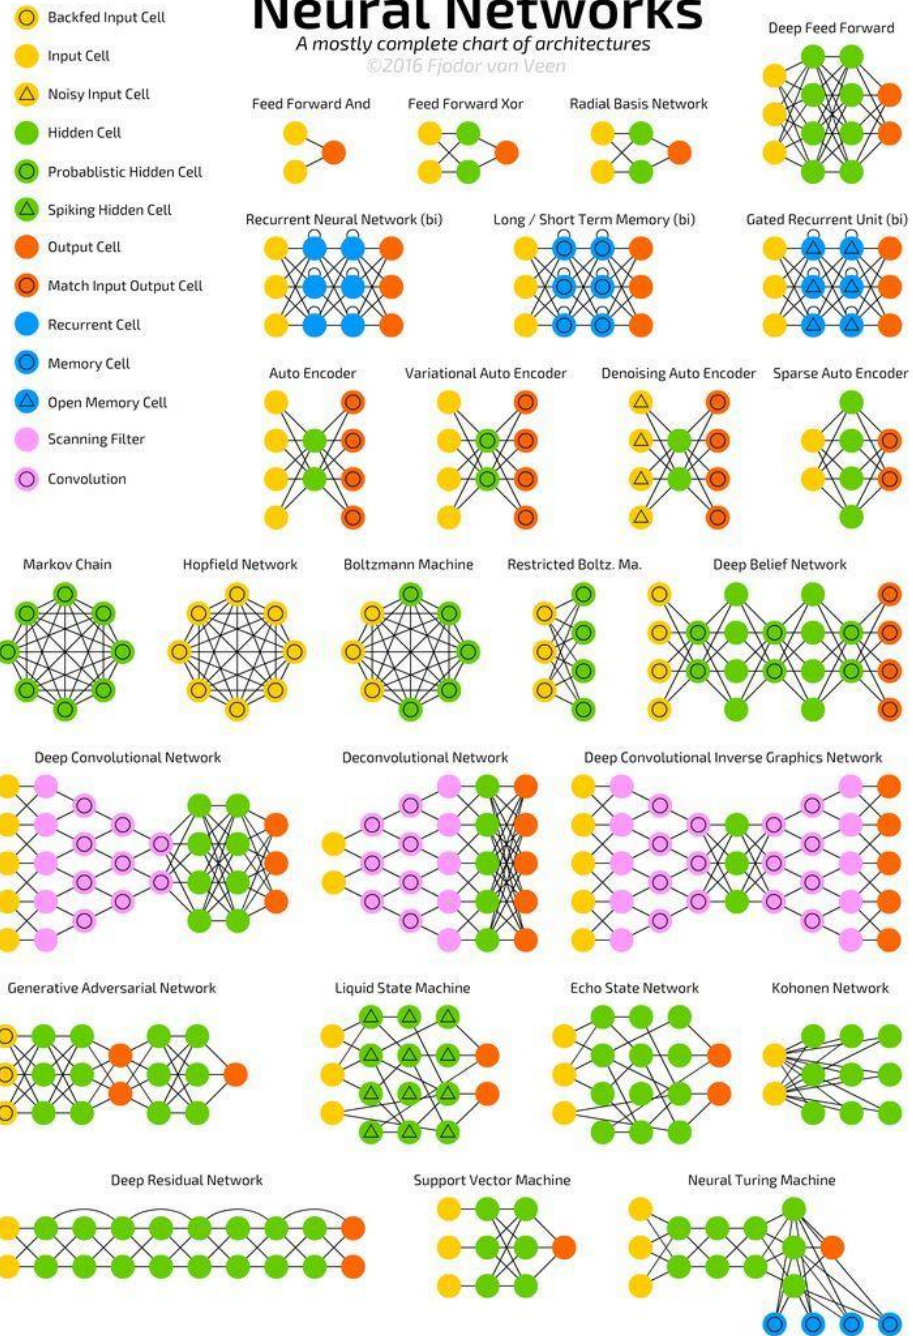 Neural Networks
A mostly complete chart of architectures
©2016 Fjodor van Veen
Backfed Input Cell
Input Cell
Noisy Input Cell
Hidden Cell
Probablistic Hidden Cell
Spiking Hidden Cell
Output Cell
Match Input Output Cell
Recurrent Cell
Memory Cell
Open Memory Cell
Scanning Filter
Convolution
Deep Feed Forward
Feed Forward And
Feed Forward Xor
Radial Basis Network
Recurrent Neural Network (bi)
Long / Short Term Memory (bi)
Gated Recurrent Unit (bi)
Auto Encoder
Variational Auto Encoder
Denoising Auto Encoder
Sparse Auto Encoder
Markov Chain
Hopfield Network
Boltzmann Machine
Restricted Boltz. Ma.
Deep Belief Network
Deep Convolutional Network
Deconvolutional Network
Deep Convolutional Inverse Graphics Network
Generative Adversarial Network
Liquid State Machine
Echo State Network
Kohonen Network
Deep Residual Network
Support Vector Machine
Neural Turing Machine